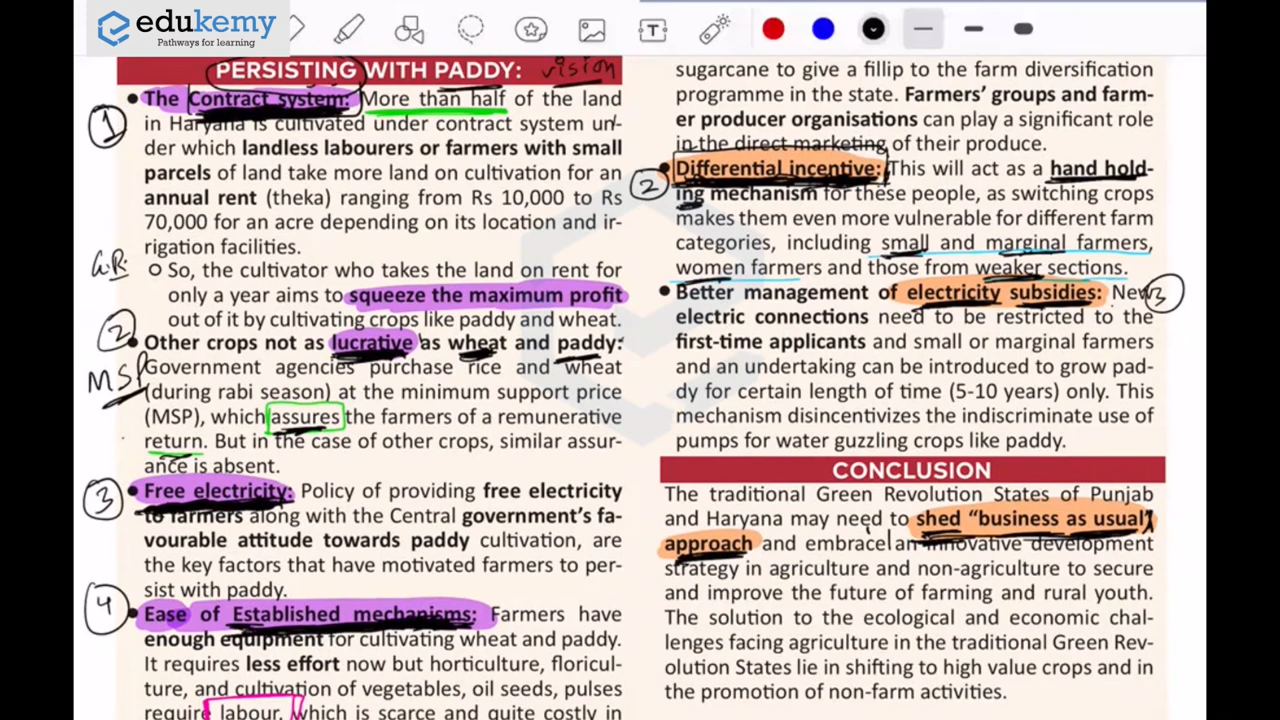 edukemy
Pathways for learning
T
PERSISTING WITH PADDY: vision
1
• The Contract system: More than half of the land
in Haryana is cultivated under contract system un-
der which landless labourers or farmers with small
parcels of land take more land on cultivation for an
annual rent (theka) ranging from Rs 10,000 to Rs
70,000 for an acre depending on its location and ir-
rigation facilities.
G.R.
o So, the cultivator who takes the land on rent for
only a year aims to squeeze the maximum profit
out of it by cultivating crops like paddy and wheat.
2
• Other crops not as lucrative as wheat and paddy:
MSP
Government agencies purchase rice and wheat
(during rabi season) at the minimum support price
(MSP), which assures the farmers of a remunerative
return. But in the case of other crops, similar assur-
ance is absent.
3
• Free electricity: Policy of providing free electricity
to farmers along with the Central government's fa-
vourable attitude towards paddy cultivation, are
the key factors that have motivated farmers to per-
sist with paddy.
4
• Ease of Established mechanisms: Farmers have
enough equipment for cultivating wheat and paddy.
It requires less effort now but horticulture, floricul-
ture, and cultivation of vegetables, oil seeds, pulses
require labour, which is scarce and quite costly in
sugarcane to give a fillip to the farm diversification
programme in the state. Farmers' groups and farm-
er producer organisations can play a significant role
in the direct marketing of their produce.
2
• Differential incentive: This will act as a hand hold-
ing mechanism for these people, as switching crops
makes them even more vulnerable for different farm
categories, including small and marginal farmers,
women farmers and those from weaker sections.
• Better management of electricity subsidies: New
3
electric connections need to be restricted to the
first-time applicants and small or marginal farmers
and an undertaking can be introduced to grow pad-
dy for certain length of time (5-10 years) only. This
mechanism disincentivizes the indiscriminate use of
pumps for water guzzling crops like paddy.
CONCLUSION
The traditional Green Revolution States of Punjab
and Haryana may need to shed "business as usual"
approach and embrace an innovative development
strategy in agriculture and non-agriculture to secure
and improve the future of farming and rural youth.
The solution to the ecological and economic chal-
lenges facing agriculture in the traditional Green Rev-
olution States lie in shifting to high value crops and in
the promotion of non-farm activities.